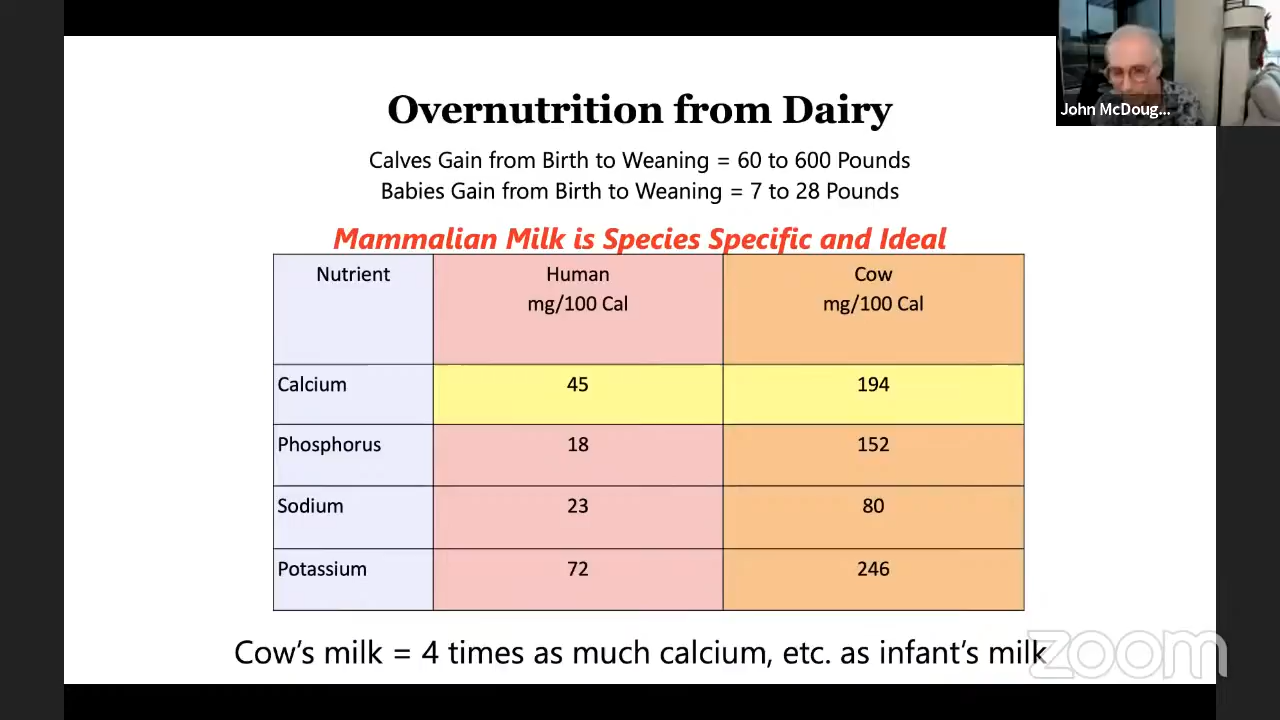 Overnutrition from Dairy
Calves Gain from Birth to Weaning = 60 to 600 Pounds
Babies Gain from Birth to Weaning = 7 to 28 Pounds
Mammalian Milk is Species Specific and Ideal
Nutrient Human Cow
mg/100 Cal mg/100 Cal
Calcium 45 194
Phosphorus 18 152
Sodium 23 80
Potassium 72 246
Cow's milk = 4 times as much calcium, etc. as infant's milk
John McDoug...
zoom